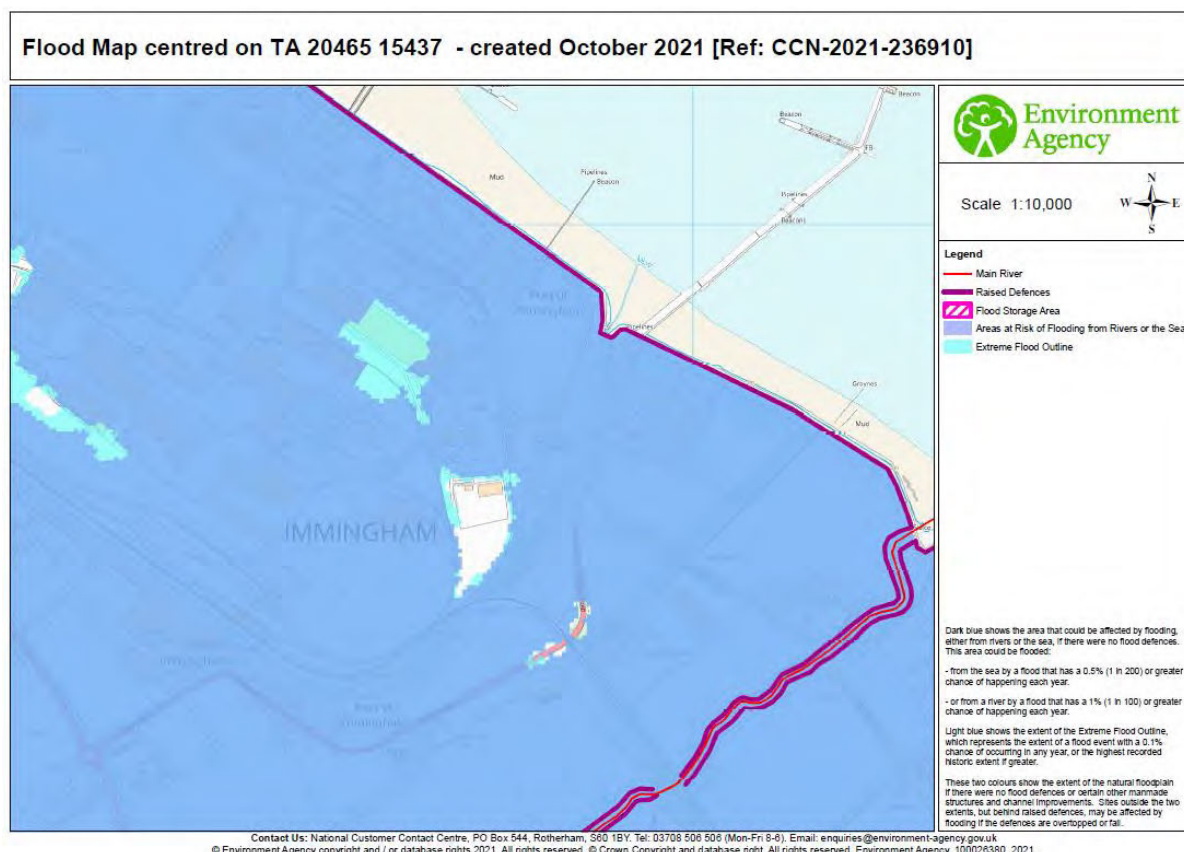 Flood Map centred on TA 20465 15437 - created October 2021 [Ref: CCN-2021-236910]
Beacon
Beacon
FB
Mud
Pipelines
Beacon
Pipelines
Beacons
Mud
Port of
Immingham
Pipelines
Groynes
Mud
IMMINGHAM
Port of
Immingham
Environment
Agency
Scale 1:10,000
N
W
E
S
Legend
Main River
Raised Defences
Flood Storage Area
Areas at Risk of Flooding from Rivers or the Sea
Extreme Flood Outline
Dark blue shows the area that could be affected by flooding,
either from rivers or the sea, if there were no flood defences.
This area could be flooded:
- from the sea by a flood that has a 0.5% (1 in 200) or greater
chance of happening each year.
- or from a river by a flood that has a 1% (1 in 100) or greater
chance of happening each year.
Light blue shows the extent of the Extreme Flood Outline,
which represents the extent of a flood event with a 0.1%
chance of occurring in any year, or the highest recorded
historic extent if greater.
These two colours show the extent of the natural floodplain
if there were no flood defences or certain other manmade
structures and channel improvements. Sites outside the two
extents, but behind raised defences, may be affected by
flooding if the defences are overtopped or fail.
Contact Us: National Customer Contact Centre, PO Box 544, Rotherham, S60 1BY. Tel: 03708 506 506 (Mon-Fri 8-6). Email: enquiries@environment-agency.gov.uk
© Environment Agency copyright and / or database rights 2021. All rights reserved. © Crown Copyright and database right. All rights reserved. Environment Agency, 100026380, 2021